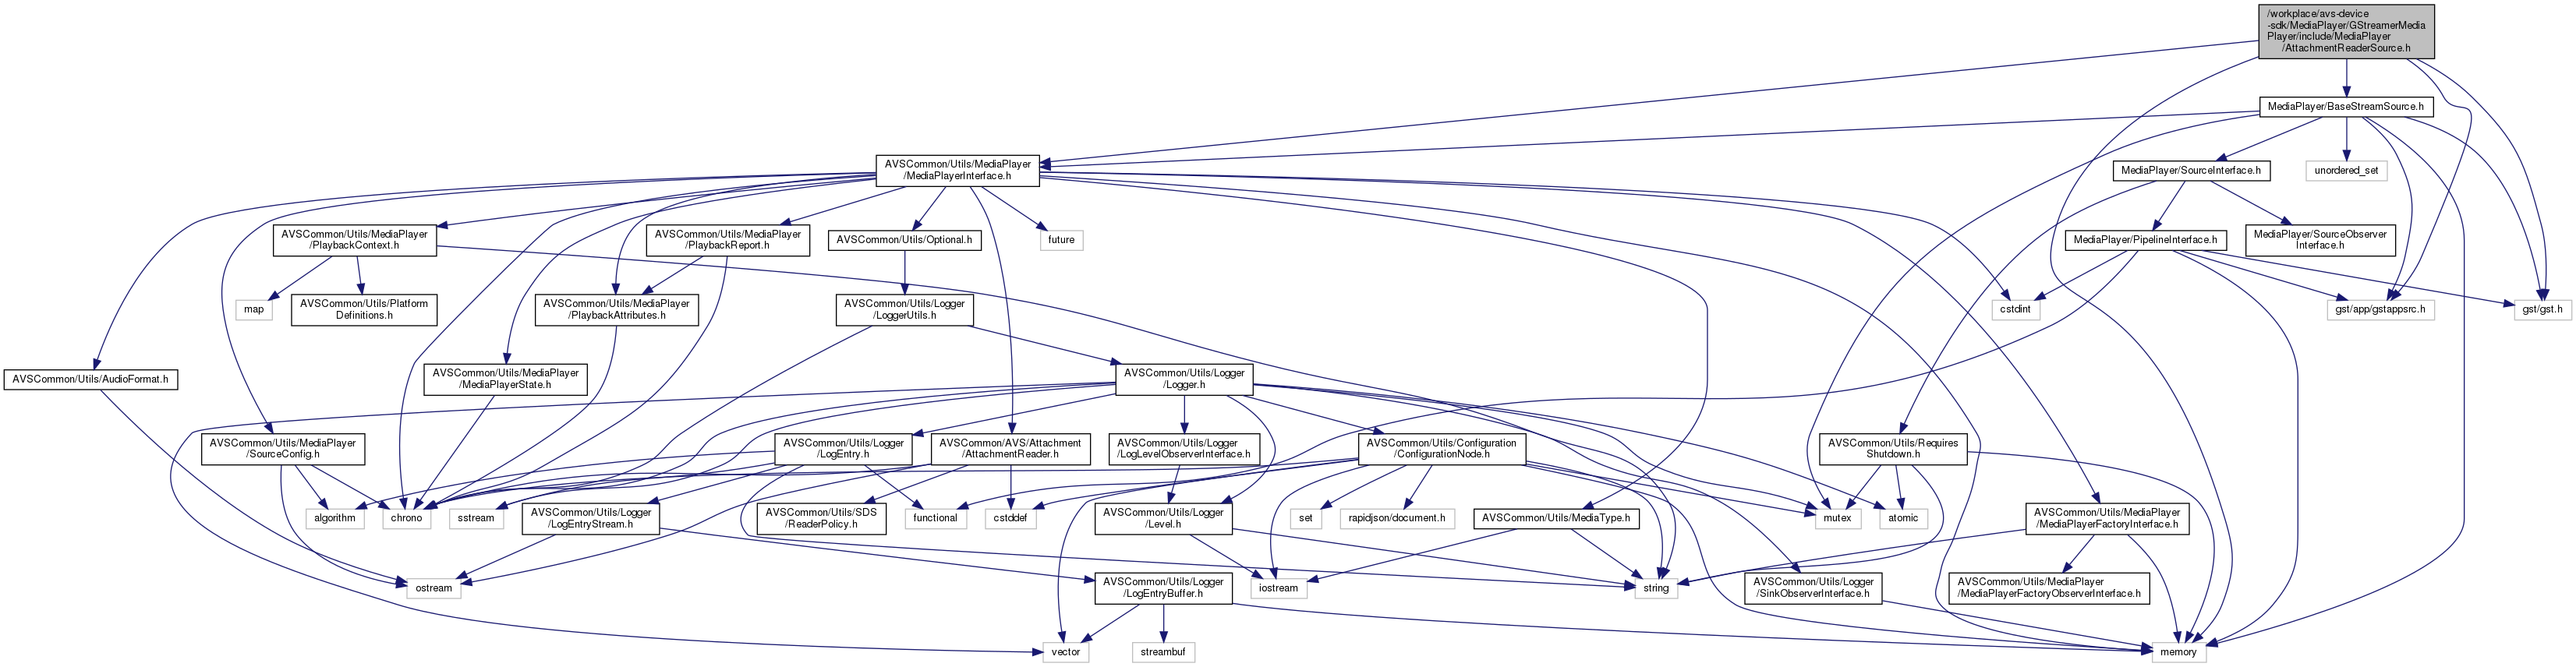 /workplace/avs-device
-sdk/MediaPlayer/GStreamerMedia
Player/include/MediaPlayer
/AttachmentReaderSource.h
MediaPlayer/BaseStreamSource.h
AVSCommon/Utils/MediaPlayer
/MediaPlayerInterface.h
MediaPlayer/SourceInterface.h
unordered_set
AVSCommon/Utils/MediaPlayer
/PlaybackContext.h
AVSCommon/Utils/MediaPlayer
/PlaybackReport.h
AVSCommon/Utils/Optional.h
future
MediaPlayer/PipelineInterface.h
MediaPlayer/SourceObserver
Interface.h
map
AVSCommon/Utils/Platform
Definitions.h
AVSCommon/Utils/MediaPlayer
/PlaybackAttributes.h
AVSCommon/Utils/Logger
/LoggerUtils.h
cstdint
gst/app/gstappsrc.h
gst/gst.h
AVSCommon/Utils/AudioFormat.h
AVSCommon/Utils/MediaPlayer
/MediaPlayerState.h
AVSCommon/Utils/Logger
/Logger.h
AVSCommon/Utils/MediaPlayer
/SourceConfig.h
AVSCommon/Utils/Logger
/LogEntry.h
AVSCommon/AVS/Attachment
/AttachmentReader.h
AVSCommon/Utils/Logger
/LogLevelObserverInterface.h
AVSCommon/Utils/Configuration
/ConfigurationNode.h
AVSCommon/Utils/Requires
Shutdown.h
algorithm
chrono
sstream
AVSCommon/Utils/Logger
/LogEntryStream.h
AVSCommon/Utils/SDS
/ReaderPolicy.h
functional
cstddef
AVSCommon/Utils/Logger
/Level.h
set
rapidjson/document.h
AVSCommon/Utils/MediaType.h
mutex
atomic
AVSCommon/Utils/MediaPlayer
/MediaPlayerFactoryInterface.h
ostream
AVSCommon/Utils/Logger
/LogEntryBuffer.h
iostream
string
AVSCommon/Utils/Logger
/SinkObserverInterface.h
AVSCommon/Utils/MediaPlayer
/MediaPlayerFactoryObserverInterface.h
vector
streambuf
memory